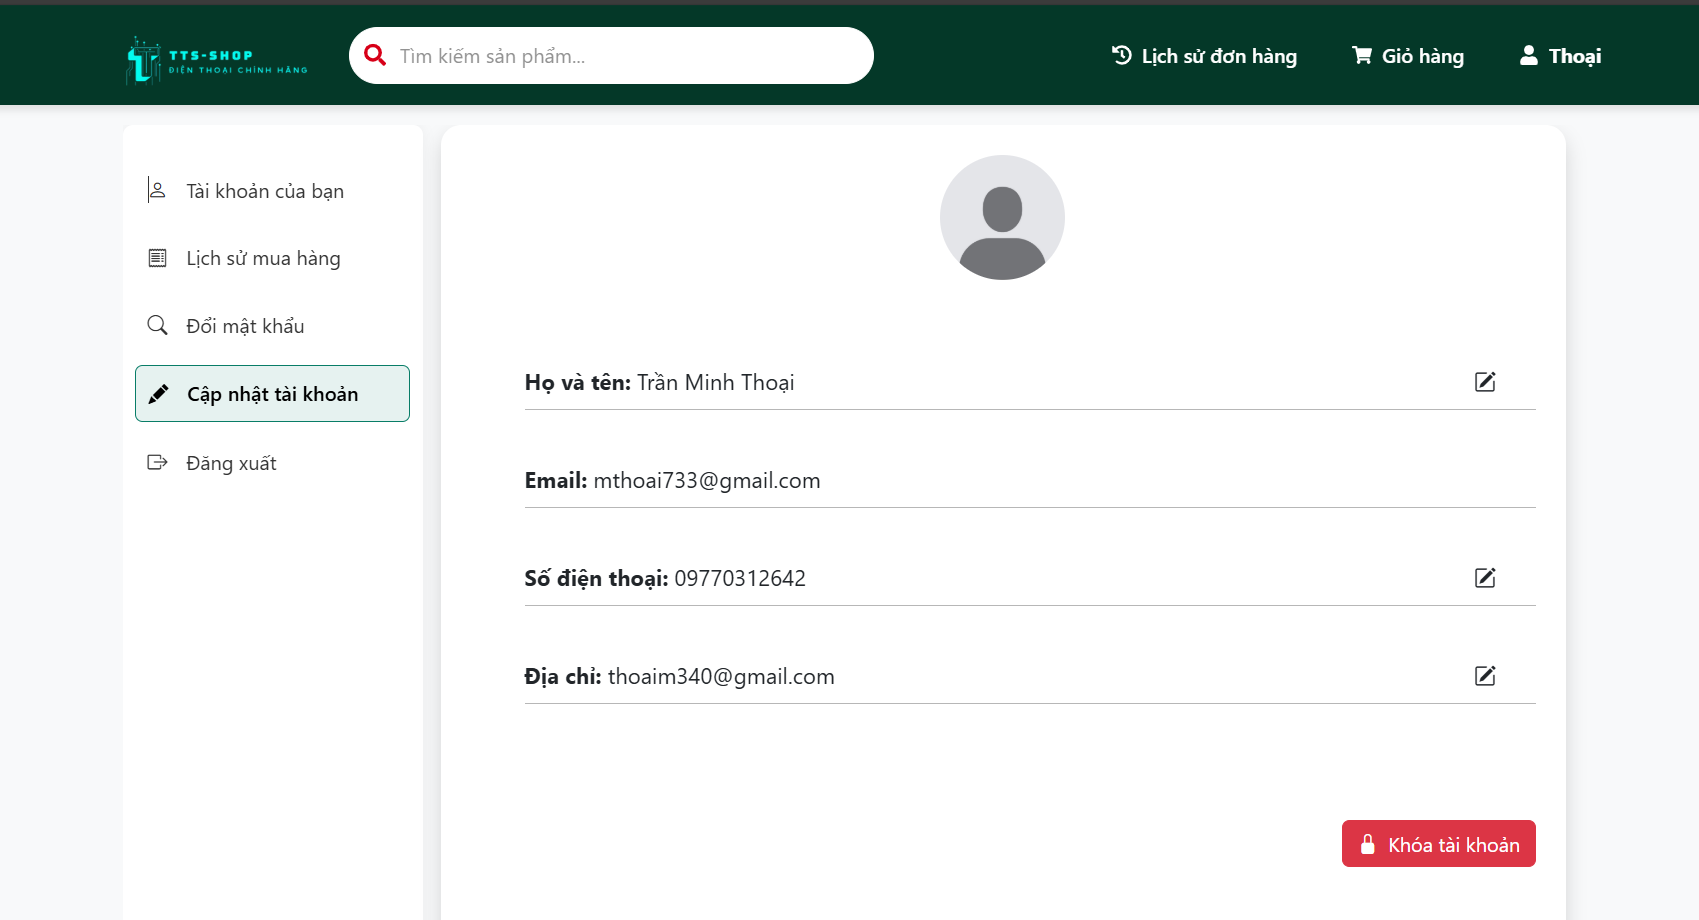 TTS-SHOP
ĐIỆN THOẠI CHÍNH HÃNG
Tìm kiếm sản phẩm...
Lịch sử đơn hàng
Giỏ hàng
Thoại
Tài khoản của bạn
Lịch sử mua hàng
Đổi mật khẩu
Cập nhật tài khoản
Đăng xuất
Họ và tên: Trần Minh Thoại
Email: mthoai733@gmail.com
Số điện thoại: 09770312642
Địa chỉ: thoaim340@gmail.com
Khóa tài khoản